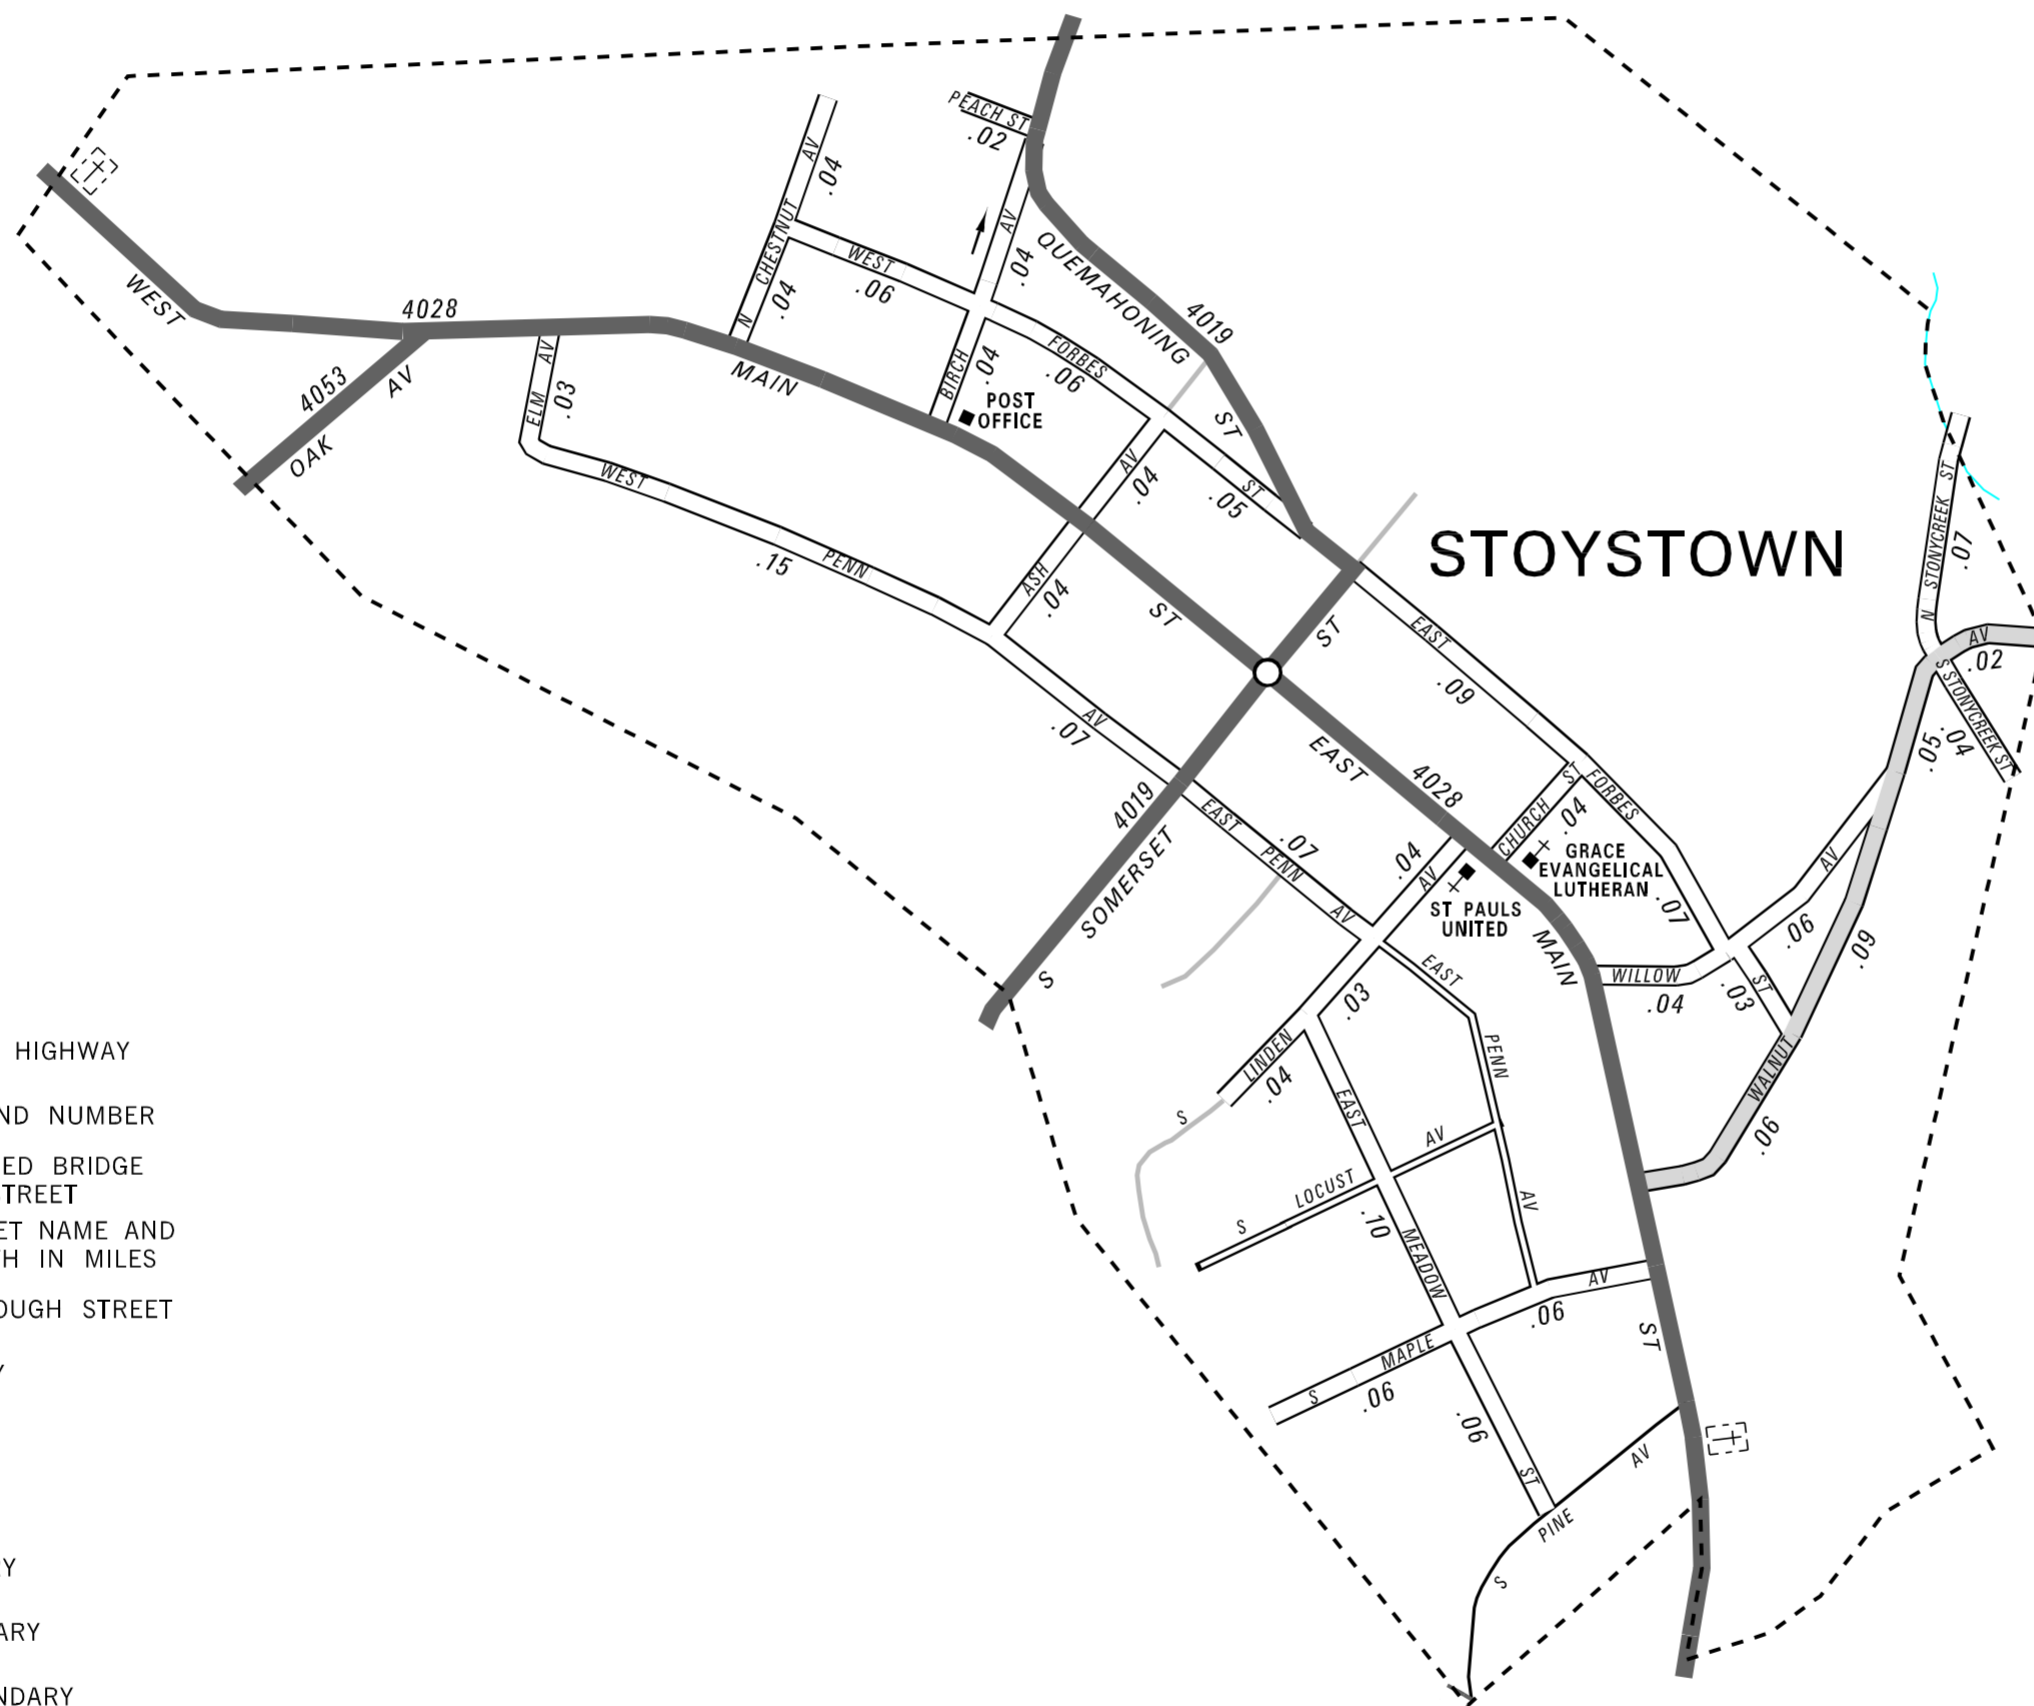 PEACH ST
.02
AV
.04
N CHESTNUT
.04
WEST
.06
AV
.04
BIRCH
.04
QUEMAHONING
4019
ST
WEST
4028
4053
OAK
AV
ELM AV
.03
MAIN
POST
OFFICE
FORBES
.06
ST
.05
AV
.04
ASH
.04
WEST
PENN
.15
AV
.07
ST
ST
STOYSTOWN
N STONYCREEK ST
.07
AV
.02
S STONYCREEK ST
.04
.05
EAST
.09
FORBES
.07
ST
.03
EAST
4028
MAIN
ST
4019
S SOMERSET
EAST
PENN
.07
AV
.04
AV
CHURCH ST
.04
GRACE
EVANGELICAL
LUTHERAN
ST PAULS
UNITED
AV
.06
.09
WILLOW
.04
WALNUT
.06
.03
LINDEN
.04
S
EAST
PENN
AV
EAST
MEADOW
.10
ST
.06
AV
LOCUST
S
AV
.06
MAPLE
S
.06
AV
PINE
S
HIGHWAY
ND NUMBER
ED BRIDGE
TREET
ET NAME AND
TH IN MILES
OUGH STREET
Y
RY
ARY
NDARY